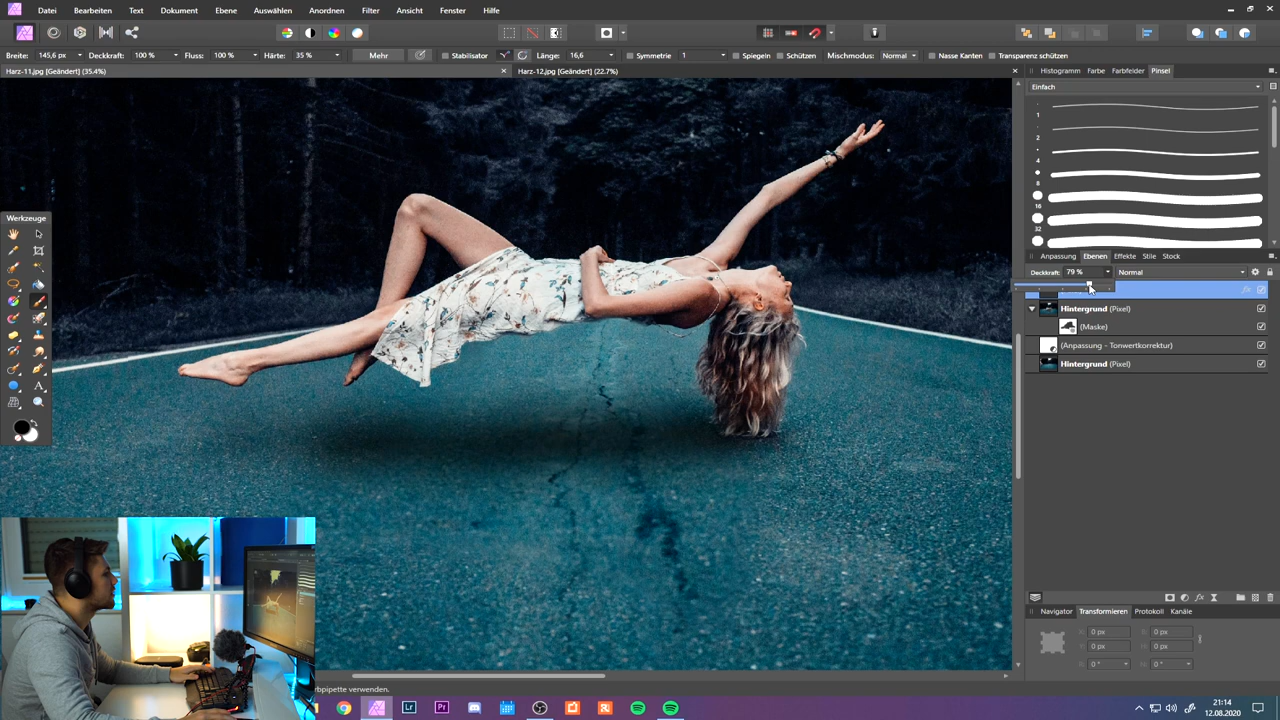 Datei Bearbeiten Text Dokument Ebene Auswählen Anordnen Filter Ansicht Fenster Hilfe
Breite: 145,6 px Deckkraft: 100 % Fluss: 100 % Härte: 35 % Mehr Stabilisator Länge: 16,6 Symmetrie 1 Spiegeln Schützen Mischmodus: Normal Nasse Kanten Transparenz schützen
Harz-11.jpg [Geändert] (35.4%) Harz-12.jpg [Geändert] (22.7%)
Histogramm Farbe Farbfelder Pinsel
Einfach
1
2
4
8
16
32
Werkzeuge
Anpassung Ebenen Effekte Stile Stock
Deckkraft: 79 % Normal
Hintergrund (Pixel)
(Maske)
(Anpassung - Tonwertkorrektur)
Hintergrund (Pixel)
Navigator Transformieren Protokoll Kanäle
X: 0 px B: 0 px
Y: 0 px H: 0 px
R: 0 ° N: 0 °
rbpipette verwenden.
Lr Pr
21:14
12.08.2020